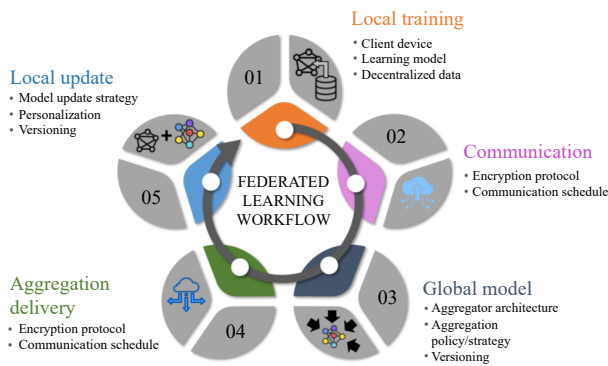 Local training
• Client device
• Learning model
• Decentralized data
01
02
Communication
• Encryption protocol
• Communication schedule
03
Global model
• Aggregator architecture
• Aggregation
policy/strategy
• Versioning
04
Aggregation
delivery
• Encryption protocol
• Communication schedule
05
Local update
• Model update strategy
• Personalization
• Versioning
FEDERATED
LEARNING
WORKFLOW